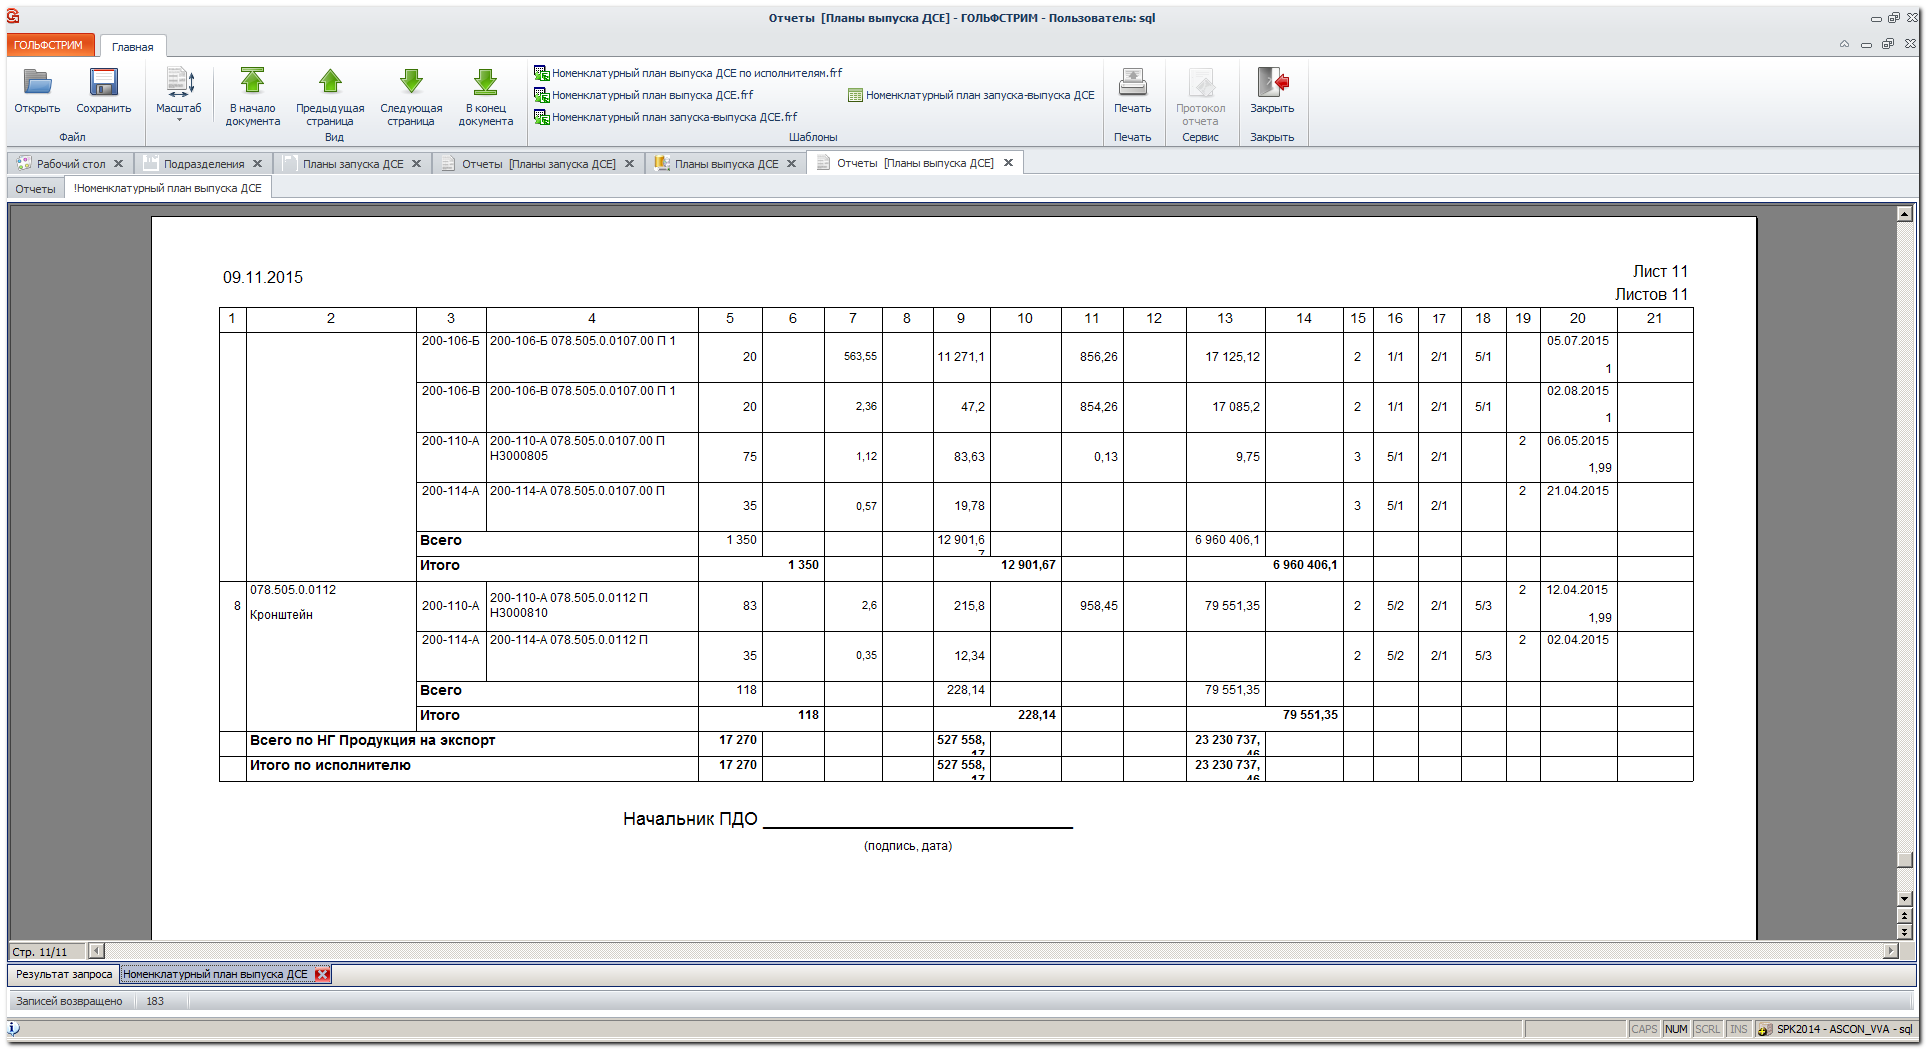 Отчеты [Планы выпуска ДСЕ] - ГОЛЬФСТРИМ - Пользователь: sql
ГОЛЬФСТРИМ Главная
Открыть Сохранить
Файл
Масштаб
В начало документа
Предыдущая страница
Следующая страница
В конец документа
Вид
Номенклатурный план выпуска ДСЕ по исполнителям.frf
Номенклатурный план выпуска ДСЕ.frf
Номенклатурный план запуска-выпуска ДСЕ
Номенклатурный план запуска-выпуска ДСЕ.frf
Шаблоны
Печать
Печать
Протокол отчета
Сервис
Закрыть
Закрыть
Рабочий стол Подразделения Планы запуска ДСЕ Отчеты [Планы запуска ДСЕ] Планы выпуска ДСЕ Отчеты [Планы выпуска ДСЕ]
Отчеты !Номенклатурный план выпуска ДСЕ
09.11.2015
Лист 11
Листов 11
1 2 3 4 5 6 7 8 9 10 11 12 13 14 15 16 17 18 19 20 21
200-106-Б 200-106-Б 078.505.0.0107.00 П 1 20 563,55 11 271,1 856,26 17 125,12 2 1/1 2/1 5/1 05.07.2015 1
200-106-В 200-106-В 078.505.0.0107.00 П 1 20 2,36 47,2 854,26 17 085,2 2 1/1 2/1 5/1 02.08.2015 1
200-110-А 200-110-А 078.505.0.0107.00 П Н3000805 75 1,12 83,63 0,13 9,75 3 5/1 2/1 2 06.05.2015 1,99
200-114-А 200-114-А 078.505.0.0107.00 П 35 0,57 19,78 3 5/1 2/1 2 21.04.2015
Всего 1 350 12 901,67 6 960 406,1
Итого 1 350 12 901,67 6 960 406,1
8 078.505.0.0112 Кронштейн 200-110-А 200-110-А 078.505.0.0112 П Н3000810 83 2,6 215,8 958,45 79 551,35 2 5/2 2/1 5/3 2 12.04.2015 1,99
200-114-А 200-114-А 078.505.0.0112 П 35 0,35 12,34 2 5/2 2/1 5/3 2 02.04.2015
Всего 118 228,14 79 551,35
Итого 118 228,14 79 551,35
Всего по НГ Продукция на экспорт 17 270 527 558,17 23 230 737,46
Итого по исполнителю 17 270 527 558,17 23 230 737,46
Начальник ПДО
(подпись, дата)
Стр. 11/11
Результат запроса Номенклатурный план выпуска ДСЕ
Записей возвращено 183
CAPS NUM SCRL INS SPK2014 - ASCON_VVA - sql